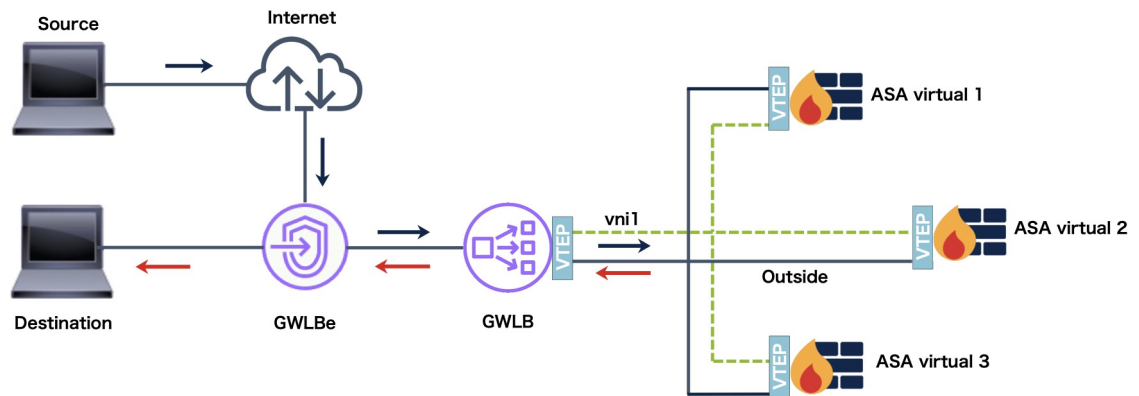 Source
Internet
VTEP
ASA virtual 1
vni1
VTEP
VTEP
ASA virtual 2
Outside
Destination
GWLBe
GWLB
VTEP
ASA virtual 3